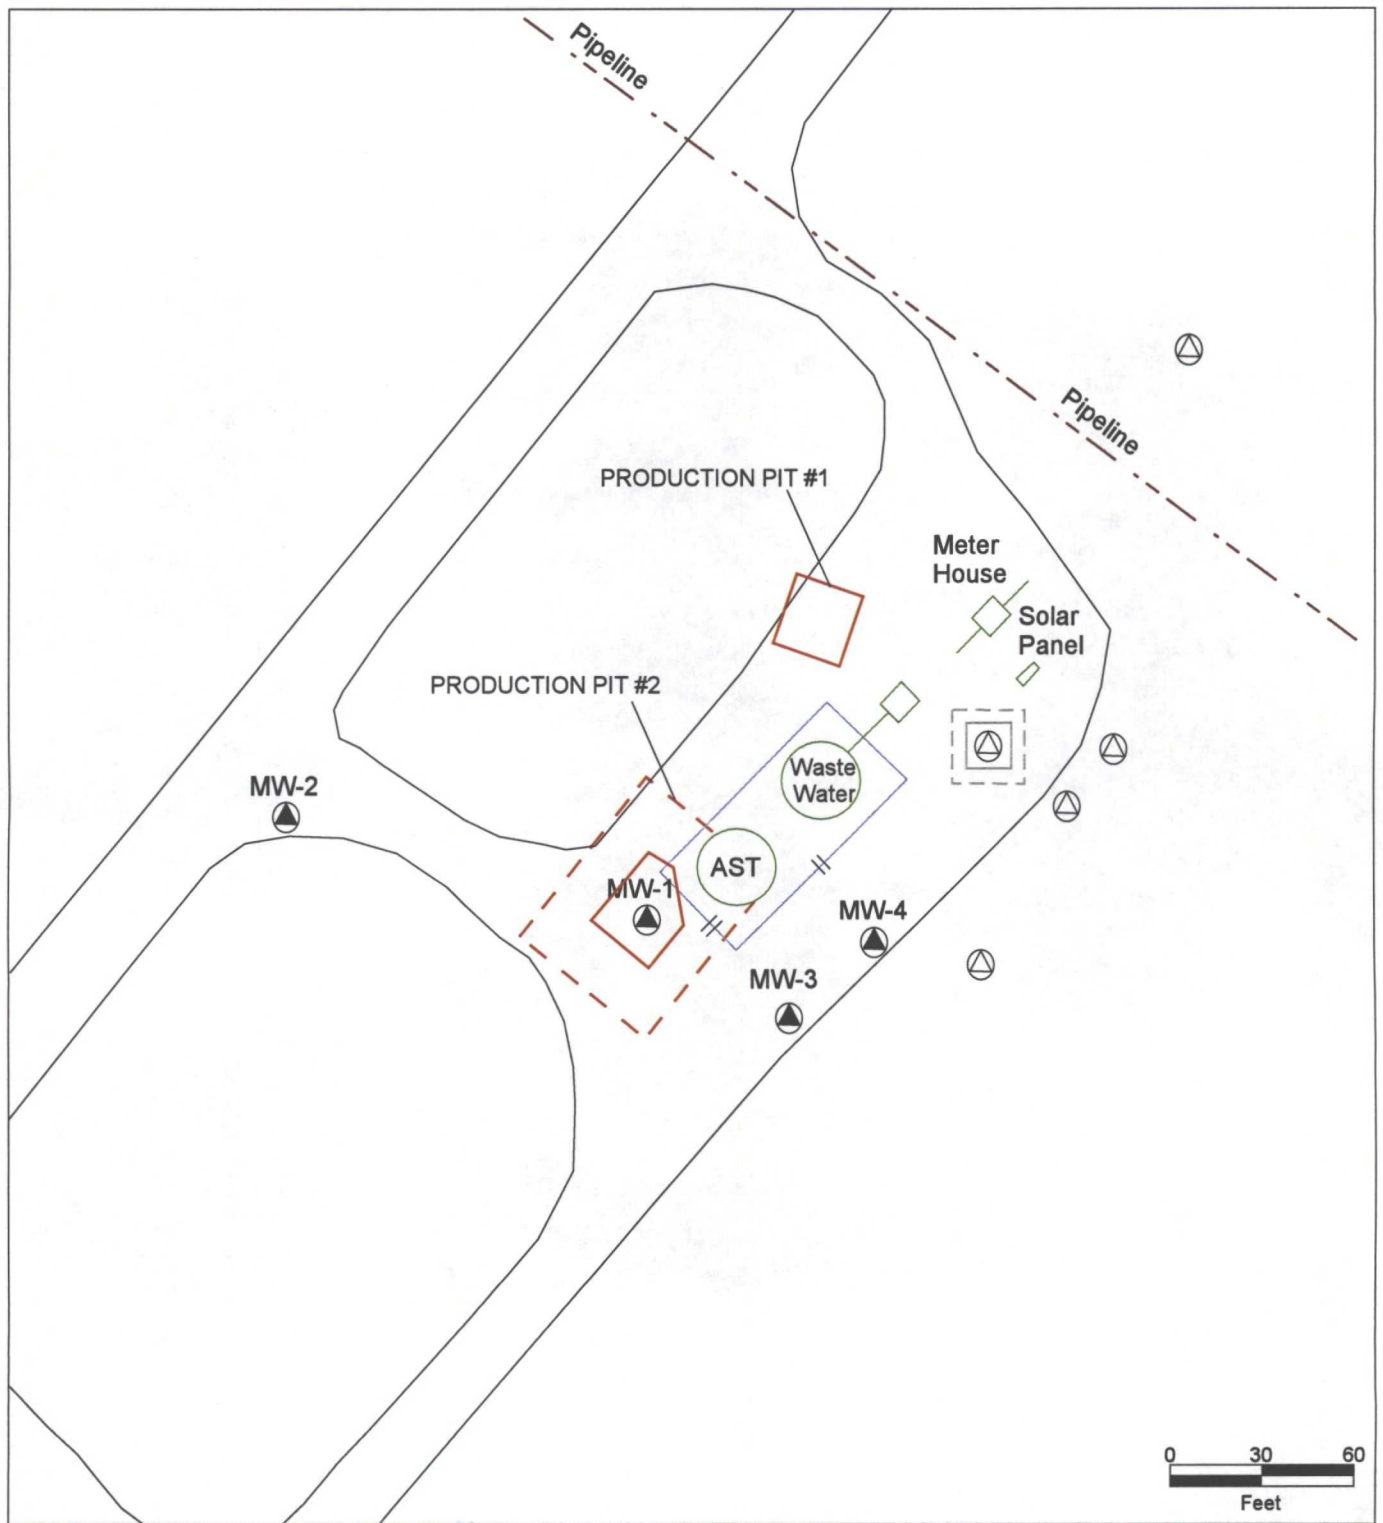 Pipeline
Pipeline
PRODUCTION PIT #1
Meter
House
Solar
Panel
PRODUCTION PIT #2
Waste
Water
MW-2
AST
MW-1
MW-4
MW-3
0 30 60
Feet